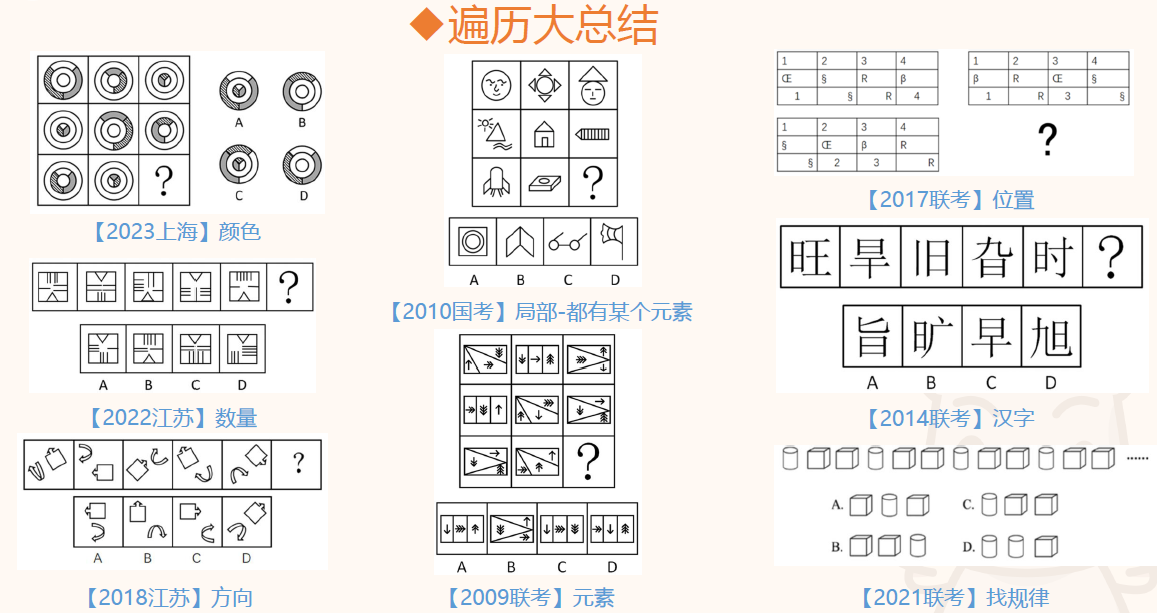 ◆遍历大总结
?
A
B
C
D
【2023上海】颜色
?
A B C D
【2010国考】局部-都有某个元素
1 2 3 4
Œ § R β
1 § R 4
1 2 3 4
β R Œ §
1 R 3 §
1 2 3 4
§ Œ β R
§ 2 3 R
?
【2017联考】位置
?
A B C D
【2022江苏】数量
旺 旱 旧 旮 时 ?
旨 旷 早 旭
A B C D
【2014联考】汉字
?
A B C D
【2018江苏】方向
?
A B C D
【2009联考】元素
......
A. C.
B. D.
【2021联考】找规律